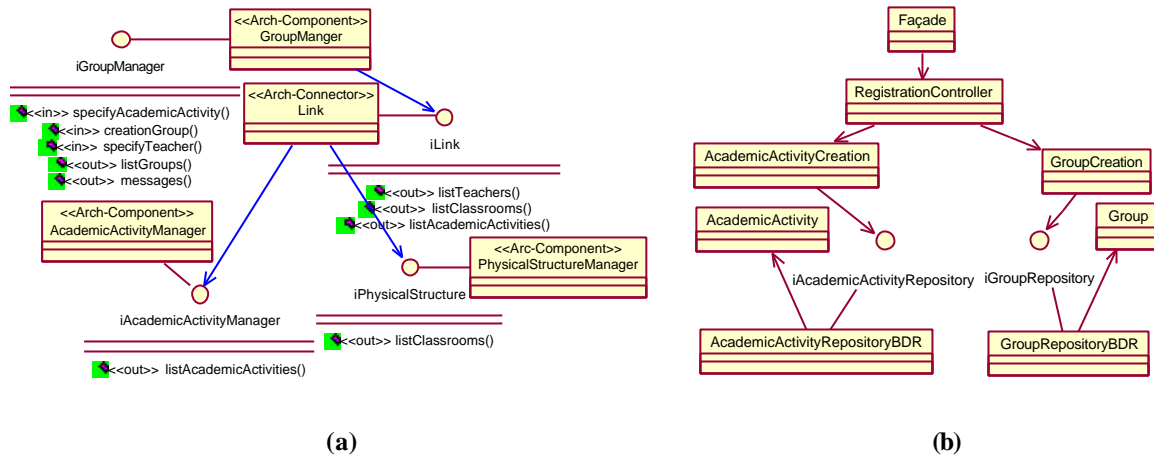 <<Arch-Component>>
GroupManger
iGroupManager
<<in>> specifyAcademicActivity()
<<in>> creationGroup()
<<in>> specifyTeacher()
<<out>> listGroups()
<<out>> messages()
<<Arch-Connector>>
Link
iLink
<<out>> listTeachers()
<<out>> listClassrooms()
<<out>> listAcademicActivities()
<<Arch-Component>>
AcademicActivityManager
iAcademicActivityManager
<<out>> listAcademicActivities()
<<Arc-Component>>
PhysicalStructureManager
iPhysicalStructure
<<out>> listClassrooms()
(a)
Façade
RegistrationController
AcademicActivityCreation
GroupCreation
AcademicActivity
Group
iAcademicActivityRepository
iGroupRepository
AcademicActivityRepositoryBDR
GroupRepositoryBDR
(b)